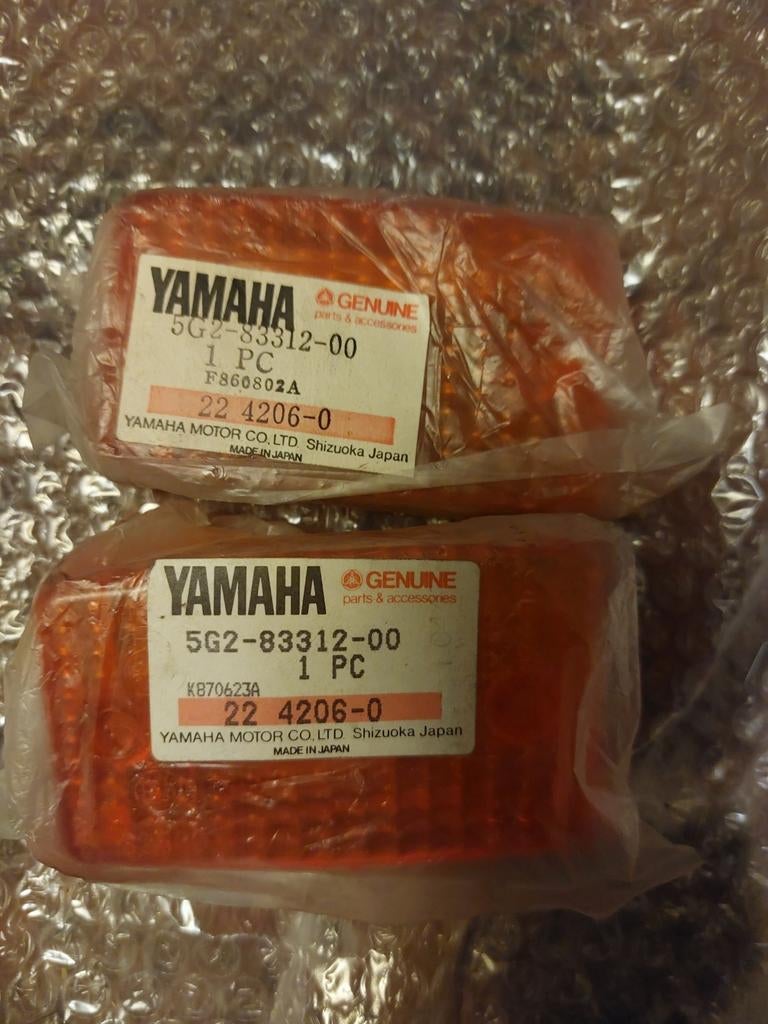 YAMAHA GENUINE
parts & accessories
5G2-83312-00
1 PC
F860802A
22 4206-0
YAMAHA MOTOR CO., LTD. Shizuoka Japan
MADE IN JAPAN
YAMAHA GENUINE
parts & accessories
5G2-83312-00
1 PC
K870623A
22 4206-0
YAMAHA MOTOR CO., LTD. Shizuoka Japan
MADE IN JAPAN